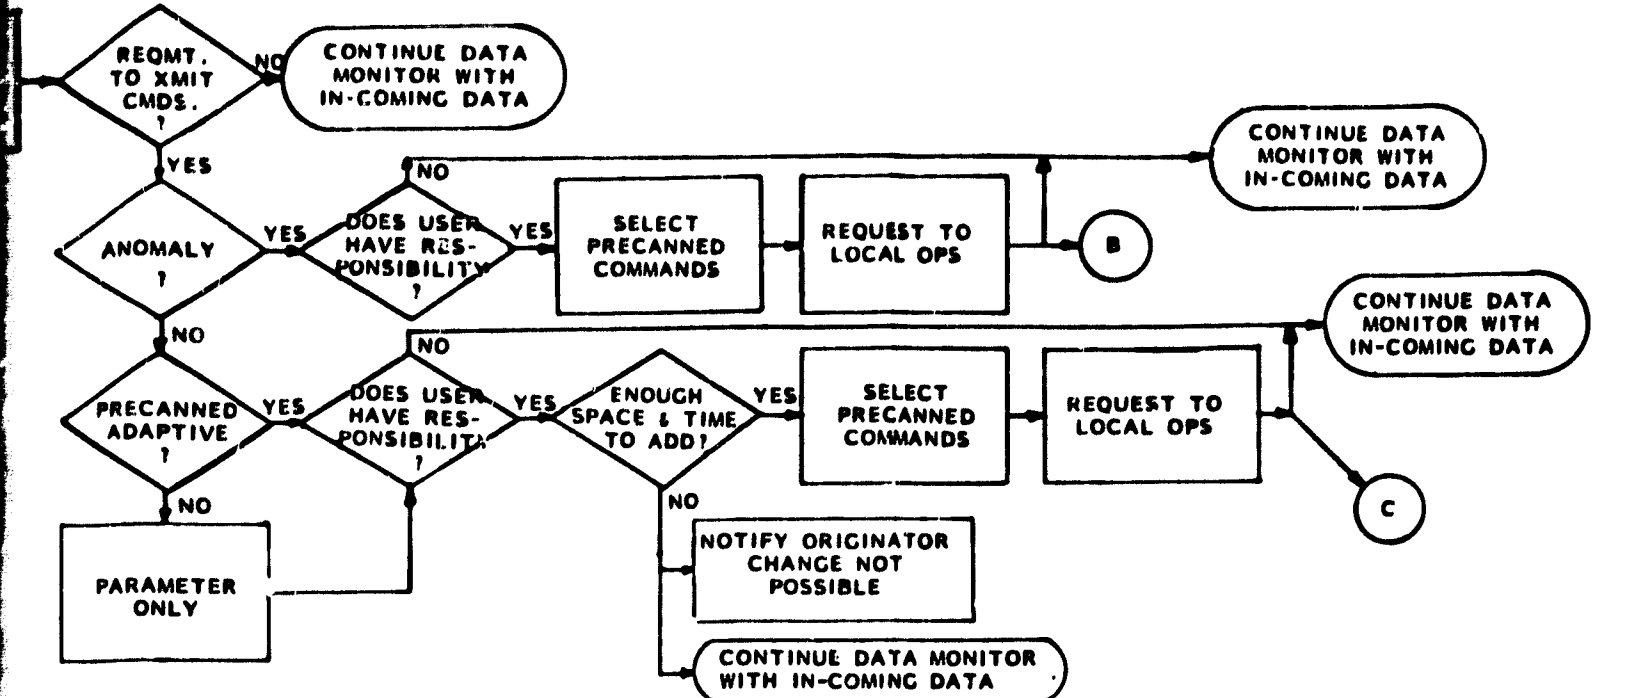 REQMT.
TO XMIT
CMDS.
?
NO
CONTINUE DATA
MONITOR WITH
IN-COMING DATA
YES
ANOMALY
?
YES
DOES USER
HAVE RES-
PONSIBILITY
?
NO
YES
SELECT
PRECANNED
COMMANDS
REQUEST TO
LOCAL OPS
B
CONTINUE DATA
MONITOR WITH
IN-COMING DATA
NO
PRECANNED
ADAPTIVE
?
YES
DOES USER
HAVE RES-
PONSIBILITY
?
NO
YES
ENOUGH
SPACE & TIME
TO ADD?
YES
SELECT
PRECANNED
COMMANDS
REQUEST TO
LOCAL OPS
CONTINUE DATA
MONITOR WITH
IN-COMING DATA
C
NO
PARAMETER
ONLY
NO
NOTIFY ORIGINATOR
CHANGE NOT
POSSIBLE
CONTINUE DATA MONITOR
WITH IN-COMING DATA